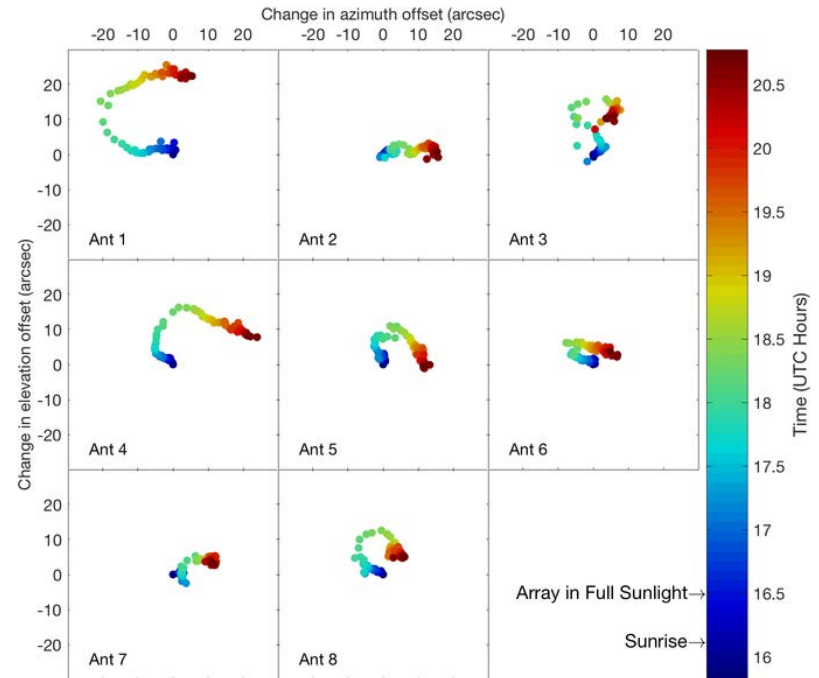 Change in azimuth offset (arcsec)
-20 -10 0 10 20 -20 -10 0 10 20 -20 -10 0 10 20
Change in elevation offset (arcsec)
20
10
0
-10
-20
Ant 1
Ant 2
Ant 3
20
10
0
-10
-20
Ant 4
Ant 5
Ant 6
20
10
0
-10
-20
Ant 7
Ant 8
Array in Full Sunlight→
Sunrise→
20.5
20
19.5
19
18.5
18
17.5
17
16.5
16
Time (UTC Hours)